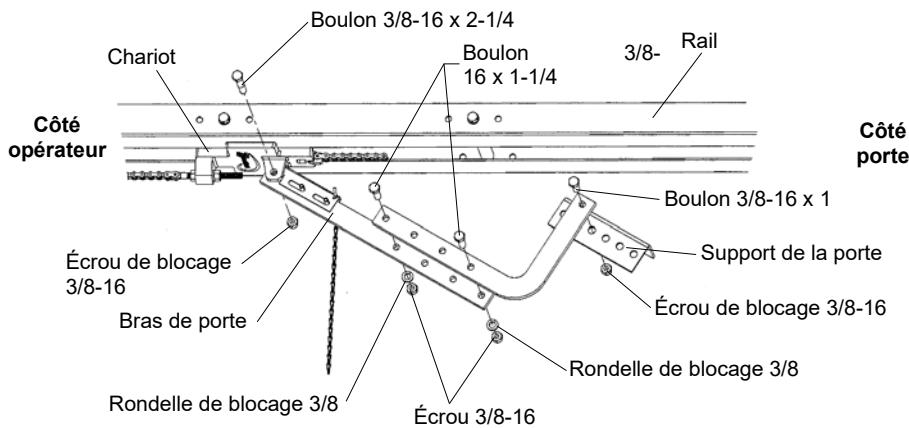 Boulon 3/8-16 x 2-1/4
Chariot
Boulon 3/8-
16 x 1-1/4
Rail
Côté
opérateur
Côté
porte
Boulon 3/8-16 x 1
Support de la porte
Écrou de blocage
3/8-16
Écrou de blocage 3/8-16
Bras de porte
Rondelle de blocage 3/8
Rondelle de blocage 3/8
Écrou 3/8-16